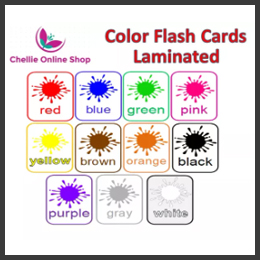 Chellie Online Shop
Color Flash Cards
Laminated
red blue green pink
yellow brown orange black
purple gray white